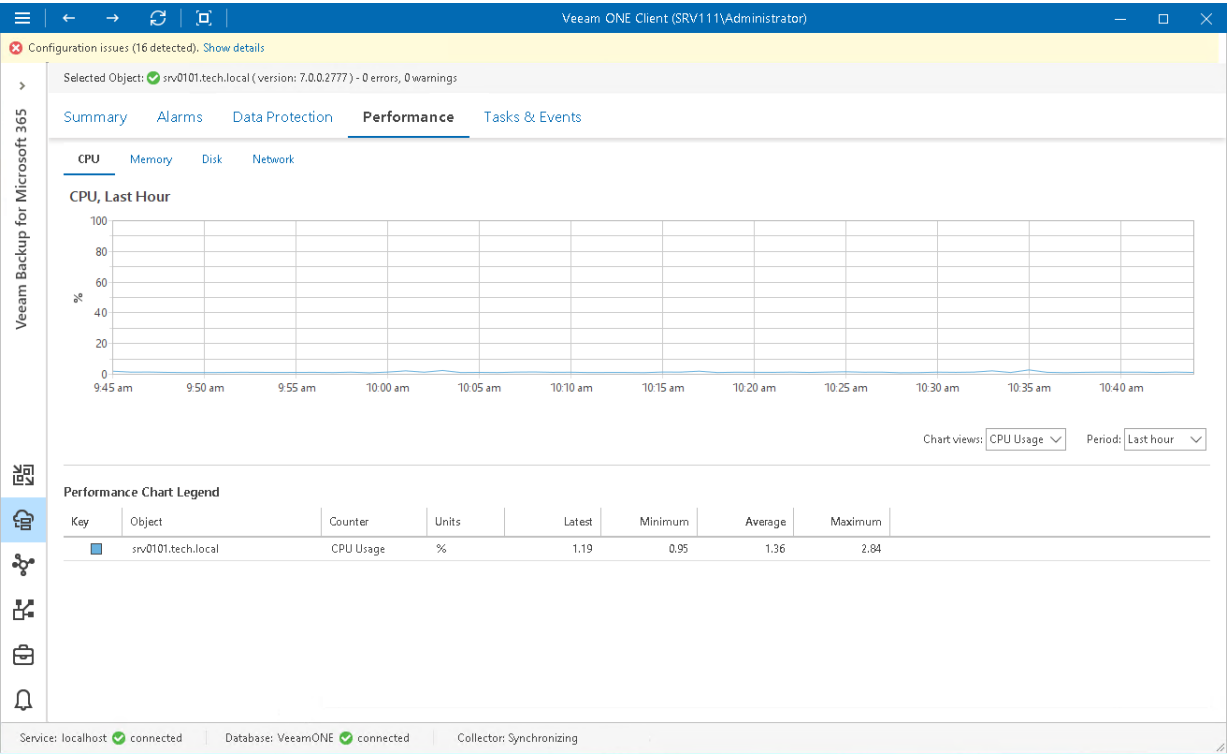 Veeam ONE Client (SRV111\Administrator)
Configuration issues (16 detected). Show details
Selected Object: srv0101.tech.local ( version: 7.0.0.2777 ) - 0 errors, 0 warnings
Veeam Backup for Microsoft 365
Summary Alarms Data Protection Performance Tasks & Events
CPU Memory Disk Network
CPU, Last Hour
100
80
60
%
40
20
0
9:45 am 9:50 am 9:55 am 10:00 am 10:05 am 10:10 am 10:15 am 10:20 am 10:25 am 10:30 am 10:35 am 10:40 am
Chart views: CPU Usage Period: Last hour
Performance Chart Legend
Key Object Counter Units Latest Minimum Average Maximum
srv0101.tech.local CPU Usage % 1.19 0.95 1.36 2.84
Service: localhost connected Database: VeeamONE connected Collector: Synchronizing